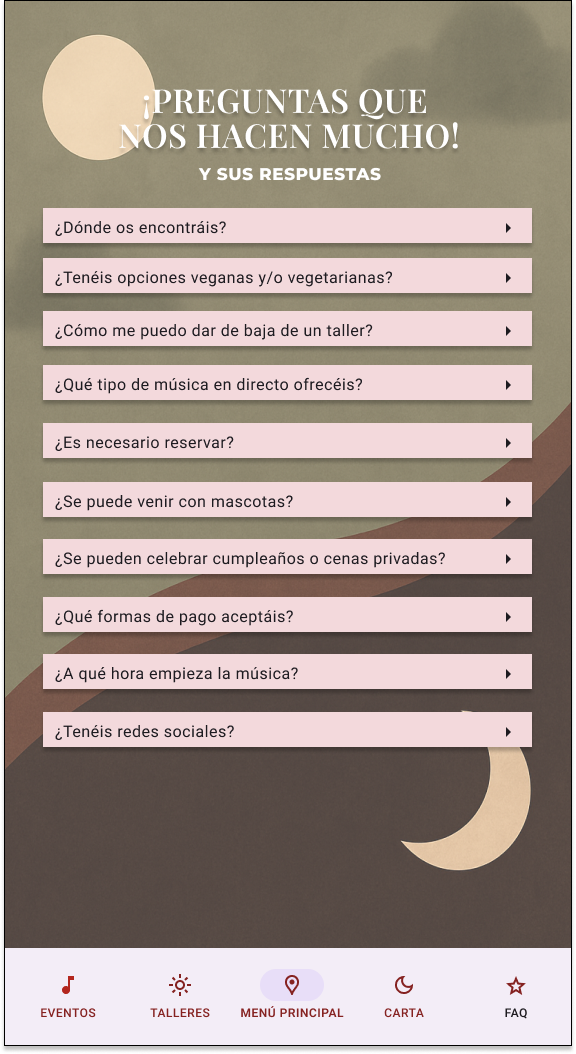 ¡PREGUNTAS QUE
NOS HACEN MUCHO!
Y SUS RESPUESTAS
¿Dónde os encontráis?
¿Tenéis opciones veganas y/o vegetarianas?
¿Cómo me puedo dar de baja de un taller?
¿Qué tipo de música en directo ofrecéis?
¿Es necesario reservar?
¿Se puede venir con mascotas?
¿Se pueden celebrar cumpleaños o cenas privadas?
¿Qué formas de pago aceptáis?
¿A qué hora empieza la música?
¿Tenéis redes sociales?
EVENTOS TALLERES MENÚ PRINCIPAL CARTA FAQ